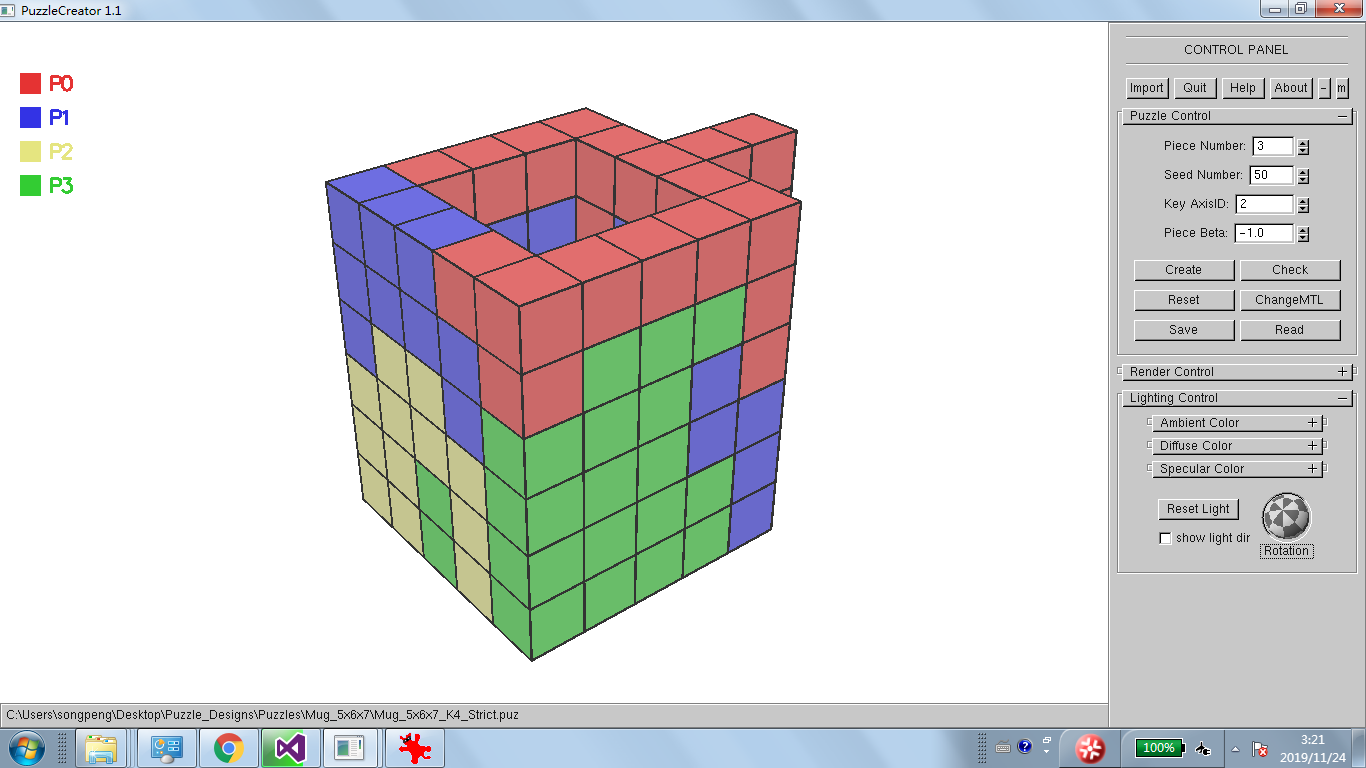 PuzzleCreator 1.1
CONTROL PANEL
P0
P1
P2
P3
Import Quit Help About - m
Puzzle Control
Piece Number: 3
Seed Number: 50
Key AxisID: 2
Piece Beta: -1.0
Create Check
Reset ChangeMTL
Save Read
Render Control +
Lighting Control
Ambient Color +
Diffuse Color +
Specular Color +
Reset Light
show light dir
Rotation
C:\Users\songpeng\Desktop\Puzzle_Designs\Puzzles\Mug_5x6x7\Mug_5x6x7_K4_Strict.puz
100%
3:21
2019/11/24